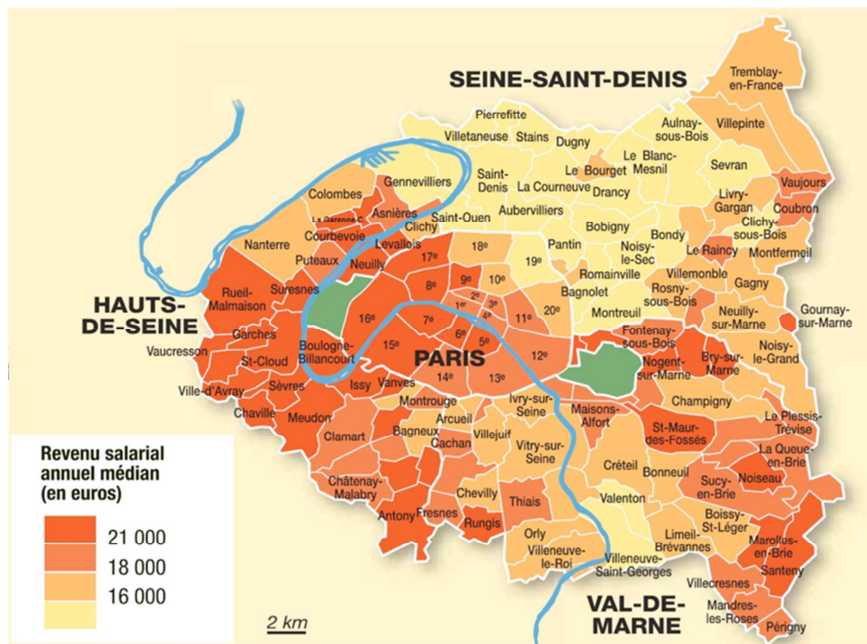 SEINE-SAINT-DENIS
Tremblay-
en-France
Pierrefitte
Villetaneuse
Stains
Dugny
Aulnay-
sous-Bois
Villepinte
Le Bourget
Le Blanc-
Mesnil
Sevran
Gennevilliers
Saint-
Denis
La Courneuve
Drancy
Vaujours
Livry-
Gargan
Coubron
Colombes
Asnières
La Garenne-C.
Saint-Ouen
Aubervilliers
Clichy
Clichy-
sous-Bois
Bobigny
Bondy
Courbevoie
Levallois
Nanterre
Pantin
Noisy-
le-Sec
Le Raincy
Montfermeil
Puteaux
Neuilly
17e
18e
19e
Romainville
Villemonble
Gagny
Suresnes
8e
9e
10e
Bagnolet
Rosny-
sous-Bois
Rueil-
Malmaison
HAUTS-
DE-SEINE
1er
2e
3e
4e
11e
20e
Montreuil
Neuilly-
sur-Marne
Gournay-
sur-Marne
16e
7e
6e
5e
Garches
Vaucresson
St-Cloud
Boulogne-
Billancourt
15e
PARIS
12e
Fontenay-
sous-Bois
Nogent-
sur-Marne
Bry-sur-
Marne
Noisy-
le-Grand
Ville-d'Avray
Sèvres
Issy
Vanves
14e
13e
Chaville
Meudon
Montrouge
Ivry-sur-
Seine
Champigny
Clamart
Bagneux
Arcueil
Cachan
Villejuif
Maisons-
Alfort
St-Maur-
des-Fossés
Le Plessis-
Trévise
Vitry-sur-
Seine
La Queue-
en-Brie
Châtenay-
Malabry
Chevilly
Créteil
Bonneuil
Sucy-
en-Brie
Noiseau
Antony
Fresnes
Rungis
Thiais
Valenton
Boissy-
St-Léger
Orly
Limeil-
Brévannes
Marolles-
en-Brie
Villeneuve-
le-Roi
Villeneuve-
Saint-Georges
Santeny
Villecresnes
VAL-DE-
MARNE
Mandres-
les-Roses
Périgny
Revenu salarial
annuel médian
(en euros)
21 000
18 000
16 000
2 km